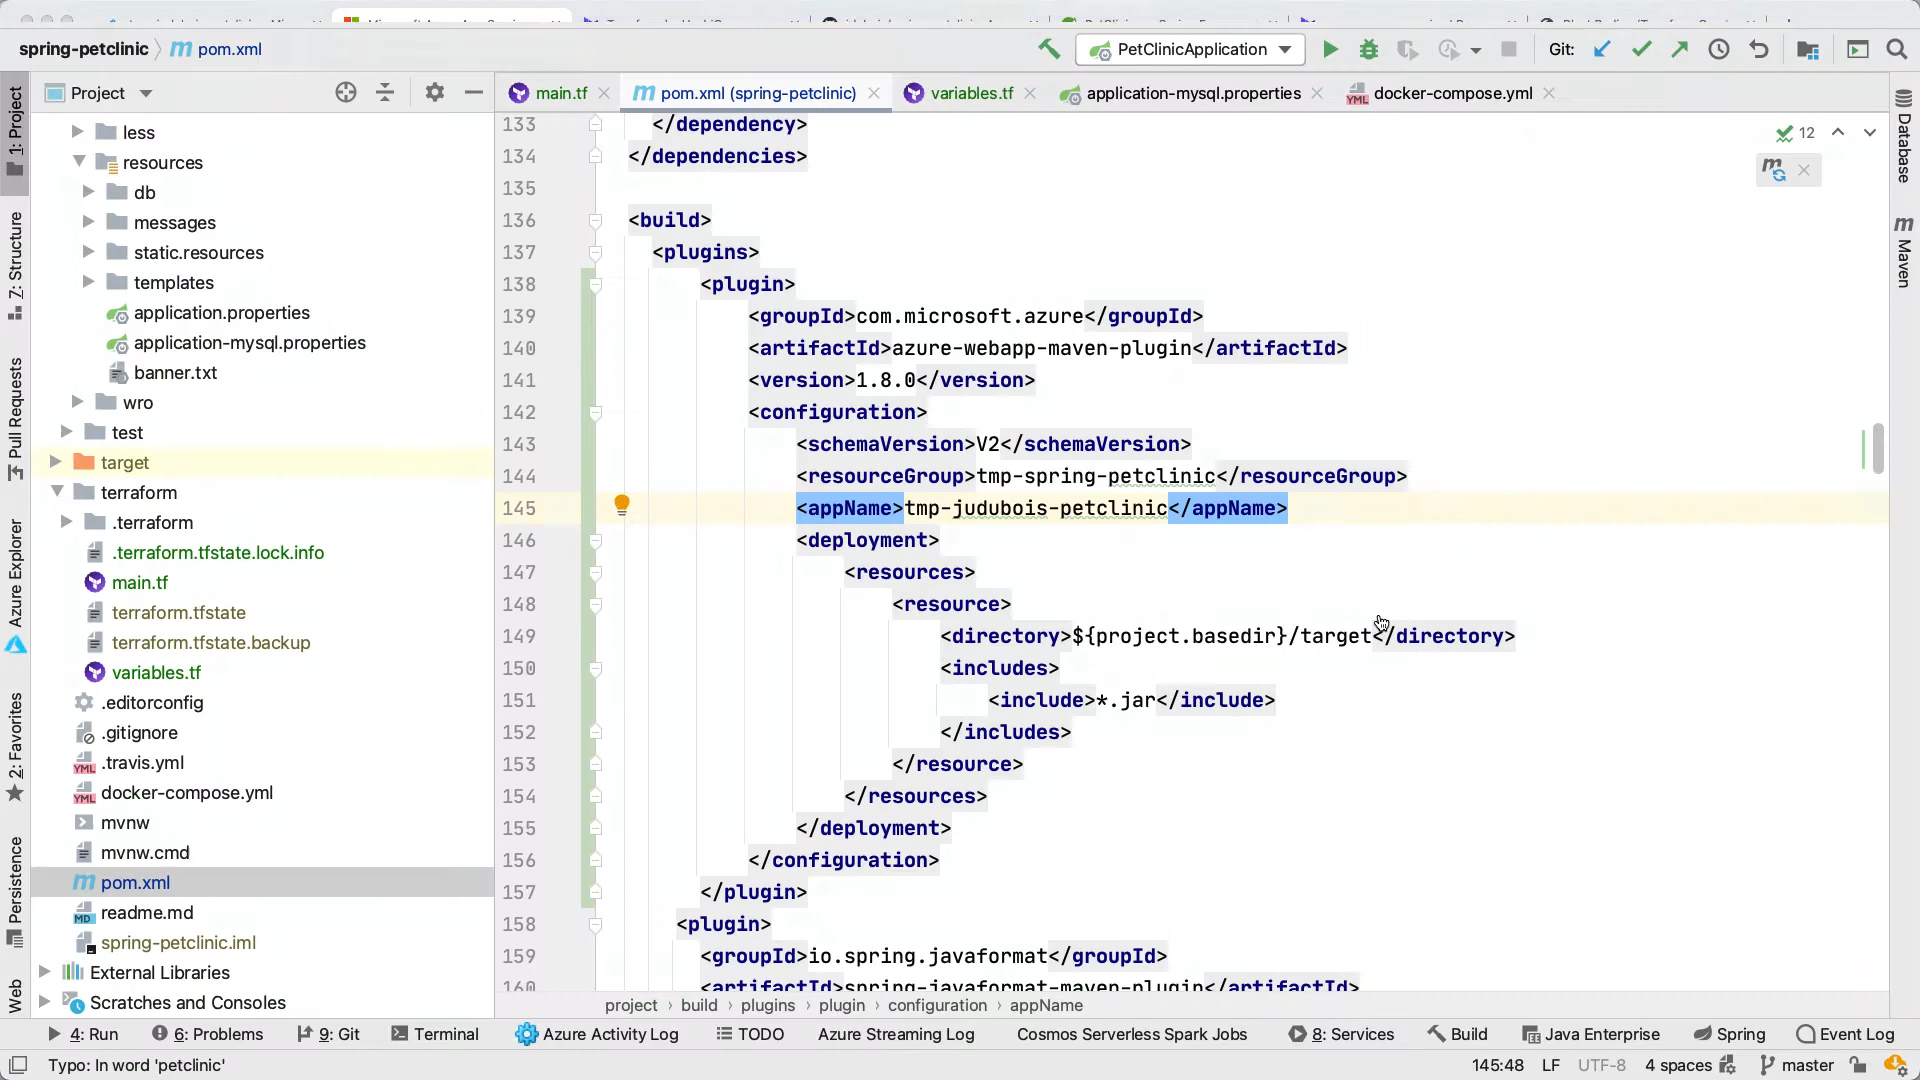 spring-petclinic
pom.xml
PetClinicApplication
Git:
Project
main.tf
pom.xml (spring-petclinic)
variables.tf
application-mysql.properties
docker-compose.yml
1: Project
Z: Structure
Pull Requests
Azure Explorer
2: Favorites
Persistence
Web
less
resources
db
messages
static.resources
templates
application.properties
application-mysql.properties
banner.txt
wro
test
target
terraform
.terraform
.terraform.tfstate.lock.info
main.tf
terraform.tfstate
terraform.tfstate.backup
variables.tf
.editorconfig
.gitignore
.travis.yml
docker-compose.yml
mvnw
mvnw.cmd
pom.xml
readme.md
spring-petclinic.iml
External Libraries
Scratches and Consoles
133 </dependency>
134 </dependencies>
135
136 <build>
137 <plugins>
138 <plugin>
139 <groupId>com.microsoft.azure</groupId>
140 <artifactId>azure-webapp-maven-plugin</artifactId>
141 <version>1.8.0</version>
142 <configuration>
143 <schemaVersion>V2</schemaVersion>
144 <resourceGroup>tmp-spring-petclinic</resourceGroup>
145 <appName>tmp-judubois-petclinic</appName>
146 <deployment>
147 <resources>
148 <resource>
149 <directory>${project.basedir}/target</directory>
150 <includes>
151 <include>*.jar</include>
152 </includes>
153 </resource>
154 </resources>
155 </deployment>
156 </configuration>
157 </plugin>
158 <plugin>
159 <groupId>io.spring.javaformat</groupId>
160 <artifactId>spring-javaformat-maven-plugin</artifactId>
12
Database
Maven
project › build › plugins › plugin › configuration › appName
4: Run
6: Problems
9: Git
Terminal
Azure Activity Log
TODO
Azure Streaming Log
Cosmos Serverless Spark Jobs
8: Services
Build
Java Enterprise
Spring
Event Log
Typo: In word 'petclinic'
145:48
LF
UTF-8
4 spaces
master